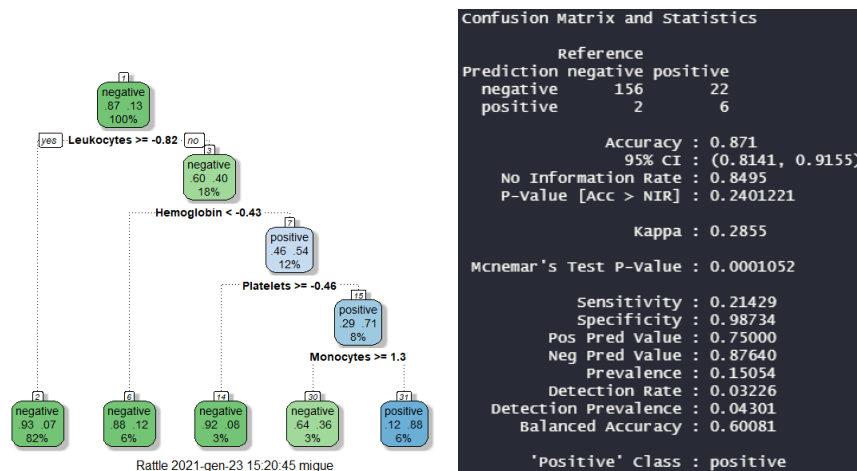 1
negative
.87 .13
100%
yes Leukocytes >= -0.82 no
3
negative
.60 .40
18%
Hemoglobin < -0.43
7
positive
.46 .54
12%
Platelets >= -0.46
15
positive
.29 .71
8%
Monocytes >= 1.3
2
negative
.93 .07
82%
6
negative
.88 .12
6%
14
negative
.92 .08
3%
30
negative
.64 .36
3%
31
positive
.12 .88
6%
Rattle 2021-gen-23 15:20:45 migue
Confusion Matrix and Statistics
Reference
Prediction negative positive
negative 156 22
positive 2 6
Accuracy : 0.871
95% CI : (0.8141, 0.9155)
No Information Rate : 0.8495
P-Value [Acc > NIR] : 0.2401221
Kappa : 0.2855
Mcnemar's Test P-Value : 0.0001052
Sensitivity : 0.21429
Specificity : 0.98734
Pos Pred Value : 0.75000
Neg Pred Value : 0.87640
Prevalence : 0.15054
Detection Rate : 0.03226
Detection Prevalence : 0.04301
Balanced Accuracy : 0.60081
'Positive' Class : positive